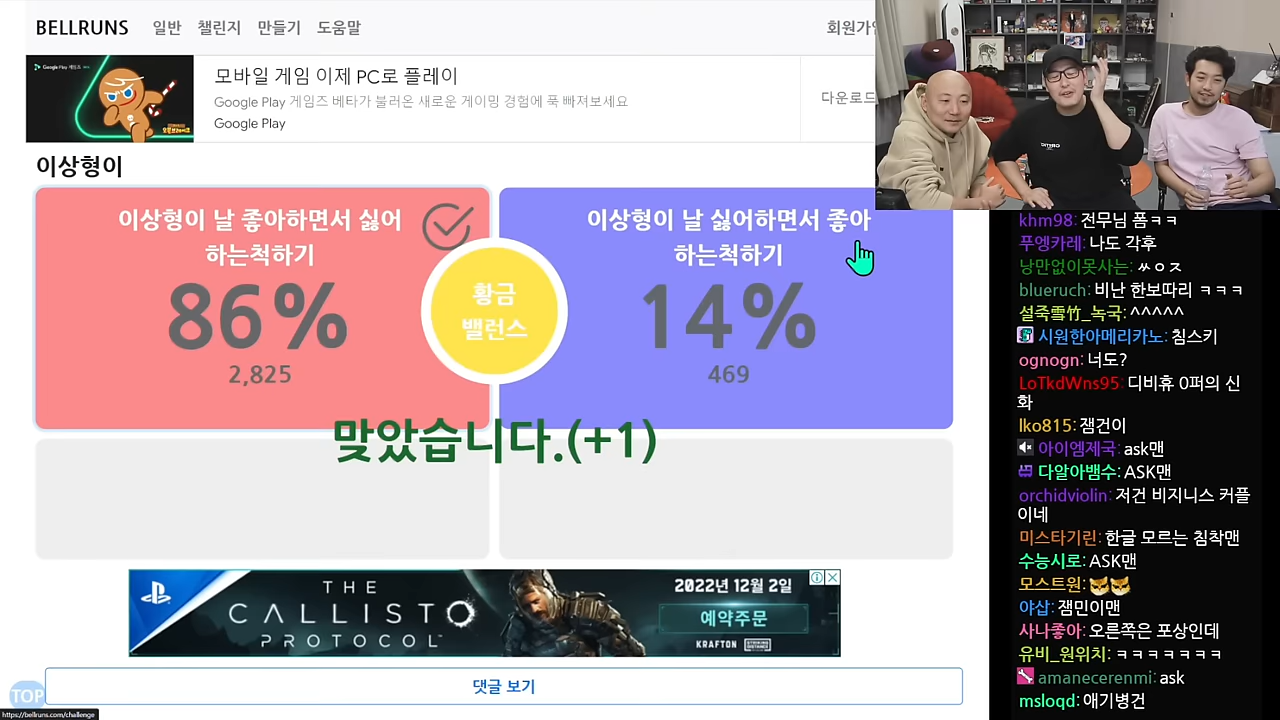 BELLRUNS 일반 챌린지 만들기 도움말 회원가입
Google Play 게임즈
모바일 게임 이제 PC로 플레이
Google Play 게임즈 베타가 불러온 새로운 게이밍 경험에 푹 빠져보세요
Google Play
다운로드
이상형이
이상형이 날 좋아하면서 싫어
하는척하기
86%
2,825
황금
밸런스
이상형이 날 싫어하면서 좋아
하는척하기
14%
469
맞았습니다.(+1)
THE
CALLISTO
PROTOCOL
2022년 12월 2일
예약주문
KRAFTON
STRIKING DISTANCE
댓글 보기
TOP
https://bellruns.com/challenge
khm98: 전무님 폼ㅋㅋ
푸엥카레: 나도 각후
낭만없이못사는: ㅆㅇㅈ
blueruch: 비난 한보따리 ㅋㅋㅋ
설죽雪竹_녹국: ^^^^^
시원한아메리카노: 침스키
ognogn: 너도?
LoTkdWns95: 디비휴 0퍼의 신
화
lko815: 잼건이
아이엠제국: ask맨
다알아뱀수: ASK맨
orchidviolin: 저건 비지니스 커플
이네
미스타기린: 한글 모르는 침착맨
수능시로: ASK맨
모스트원:
야삽: 잼민이맨
사나좋아: 오른쪽은 포상인데
유비_원위치: ㅋㅋㅋㅋㅋㅋㅋ
amanecerenmi: ask
msloqd: 애기병건